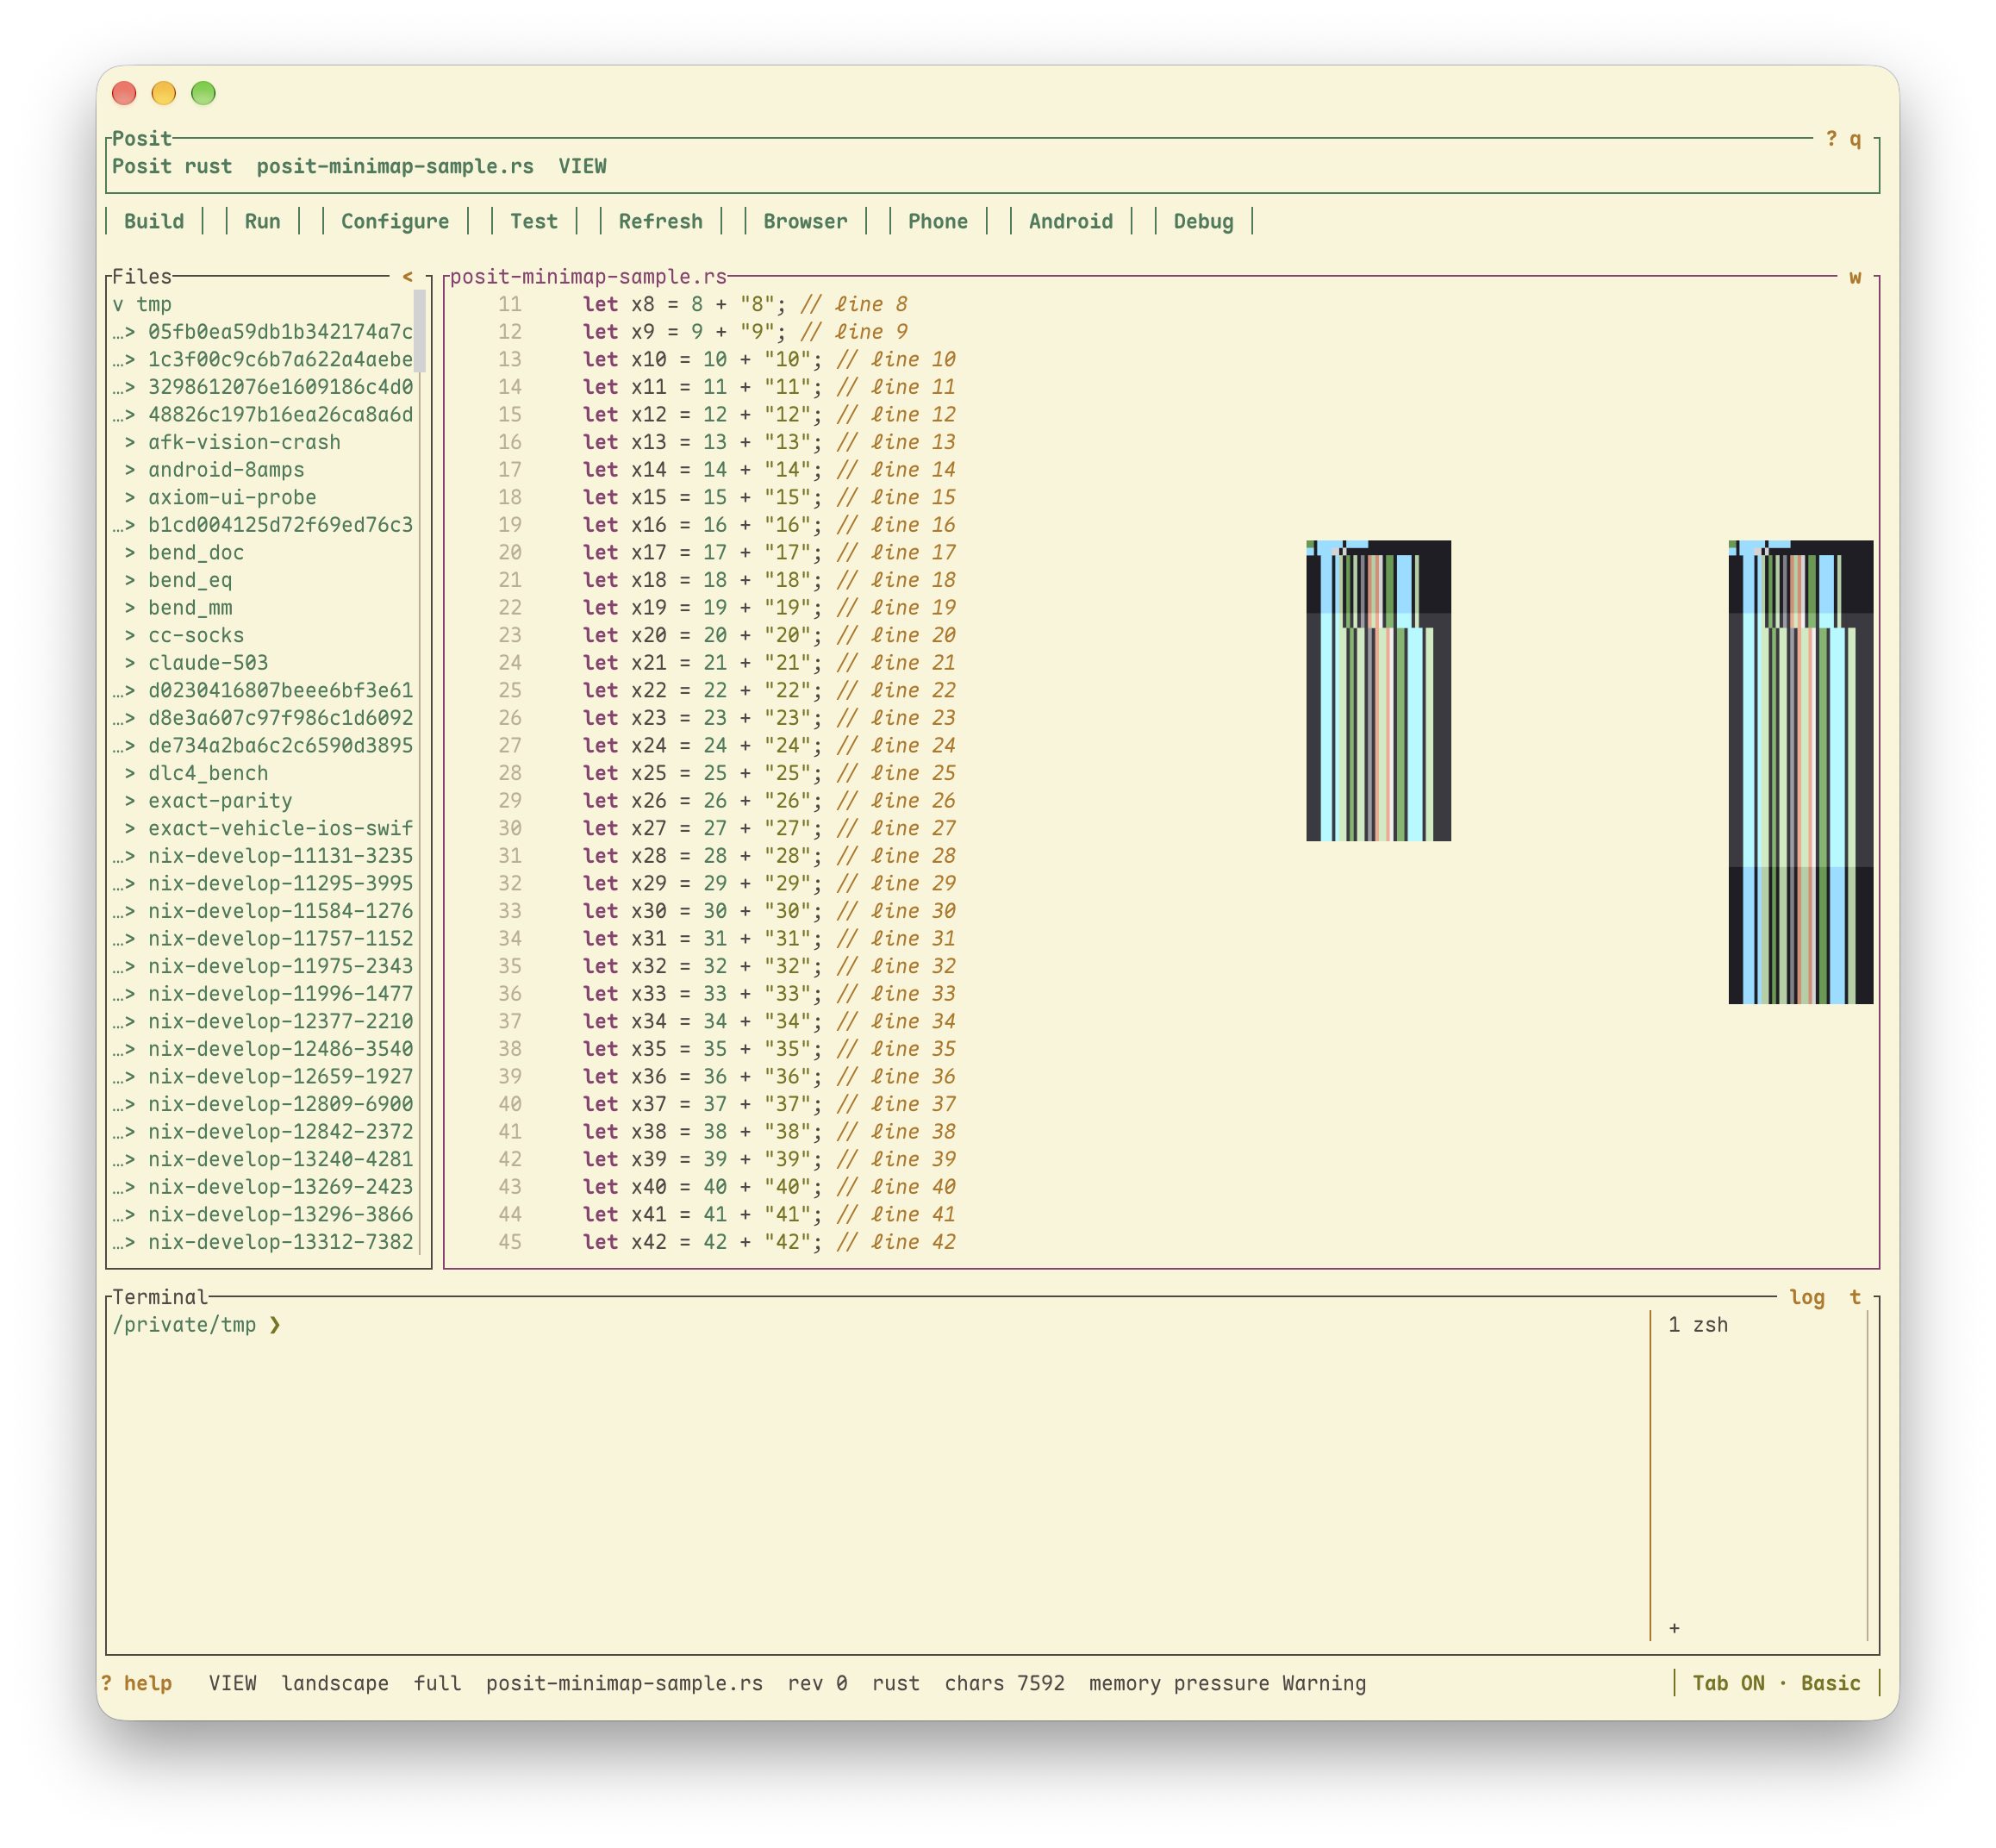 Posit ? q
Posit rust  posit-minimap-sample.rs  VIEW
Build Run Configure Test Refresh Browser Phone Android Debug
Files <
v tmp
…> 05fb0ea59db1b342174a7c
…> 1c3f00c9c6b7a622a4aebe
…> 3298612076e1609186c4d0
…> 48826c197b16ea26ca8a6d
> afk-vision-crash
> android-8amps
> axiom-ui-probe
…> b1cd004125d72f69ed76c3
> bend_doc
> bend_eq
> bend_mm
> cc-socks
> claude-503
…> d0230416807beee6bf3e61
…> d8e3a607c97f986c1d6092
…> de734a2ba6c2c6590d3895
> dlc4_bench
> exact-parity
> exact-vehicle-ios-swif
…> nix-develop-11131-3235
…> nix-develop-11295-3995
…> nix-develop-11584-1276
…> nix-develop-11757-1152
…> nix-develop-11975-2343
…> nix-develop-11996-1477
…> nix-develop-12377-2210
…> nix-develop-12486-3540
…> nix-develop-12659-1927
…> nix-develop-12809-6900
…> nix-develop-12842-2372
…> nix-develop-13240-4281
…> nix-develop-13269-2423
…> nix-develop-13296-3866
…> nix-develop-13312-7382
posit-minimap-sample.rs w
11 let x8 = 8 + "8"; // line 8
12 let x9 = 9 + "9"; // line 9
13 let x10 = 10 + "10"; // line 10
14 let x11 = 11 + "11"; // line 11
15 let x12 = 12 + "12"; // line 12
16 let x13 = 13 + "13"; // line 13
17 let x14 = 14 + "14"; // line 14
18 let x15 = 15 + "15"; // line 15
19 let x16 = 16 + "16"; // line 16
20 let x17 = 17 + "17"; // line 17
21 let x18 = 18 + "18"; // line 18
22 let x19 = 19 + "19"; // line 19
23 let x20 = 20 + "20"; // line 20
24 let x21 = 21 + "21"; // line 21
25 let x22 = 22 + "22"; // line 22
26 let x23 = 23 + "23"; // line 23
27 let x24 = 24 + "24"; // line 24
28 let x25 = 25 + "25"; // line 25
29 let x26 = 26 + "26"; // line 26
30 let x27 = 27 + "27"; // line 27
31 let x28 = 28 + "28"; // line 28
32 let x29 = 29 + "29"; // line 29
33 let x30 = 30 + "30"; // line 30
34 let x31 = 31 + "31"; // line 31
35 let x32 = 32 + "32"; // line 32
36 let x33 = 33 + "33"; // line 33
37 let x34 = 34 + "34"; // line 34
38 let x35 = 35 + "35"; // line 35
39 let x36 = 36 + "36"; // line 36
40 let x37 = 37 + "37"; // line 37
41 let x38 = 38 + "38"; // line 38
42 let x39 = 39 + "39"; // line 39
43 let x40 = 40 + "40"; // line 40
44 let x41 = 41 + "41"; // line 41
45 let x42 = 42 + "42"; // line 42
Terminal log t
/private/tmp ❯
1 zsh
+
? help VIEW landscape full posit-minimap-sample.rs rev 0 rust chars 7592 memory pressure Warning Tab ON · Basic